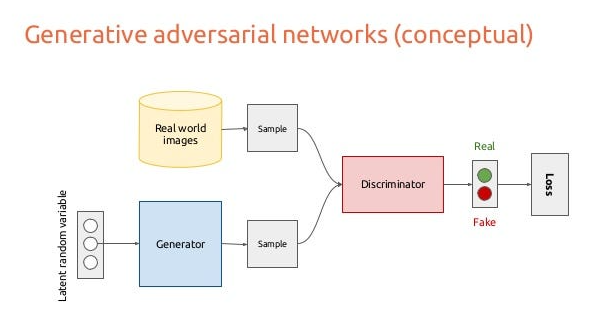 Generative adversarial networks (conceptual)
Real world
images
Sample
Real
Discriminator
Loss
Fake
Latent random variable
Generator
Sample